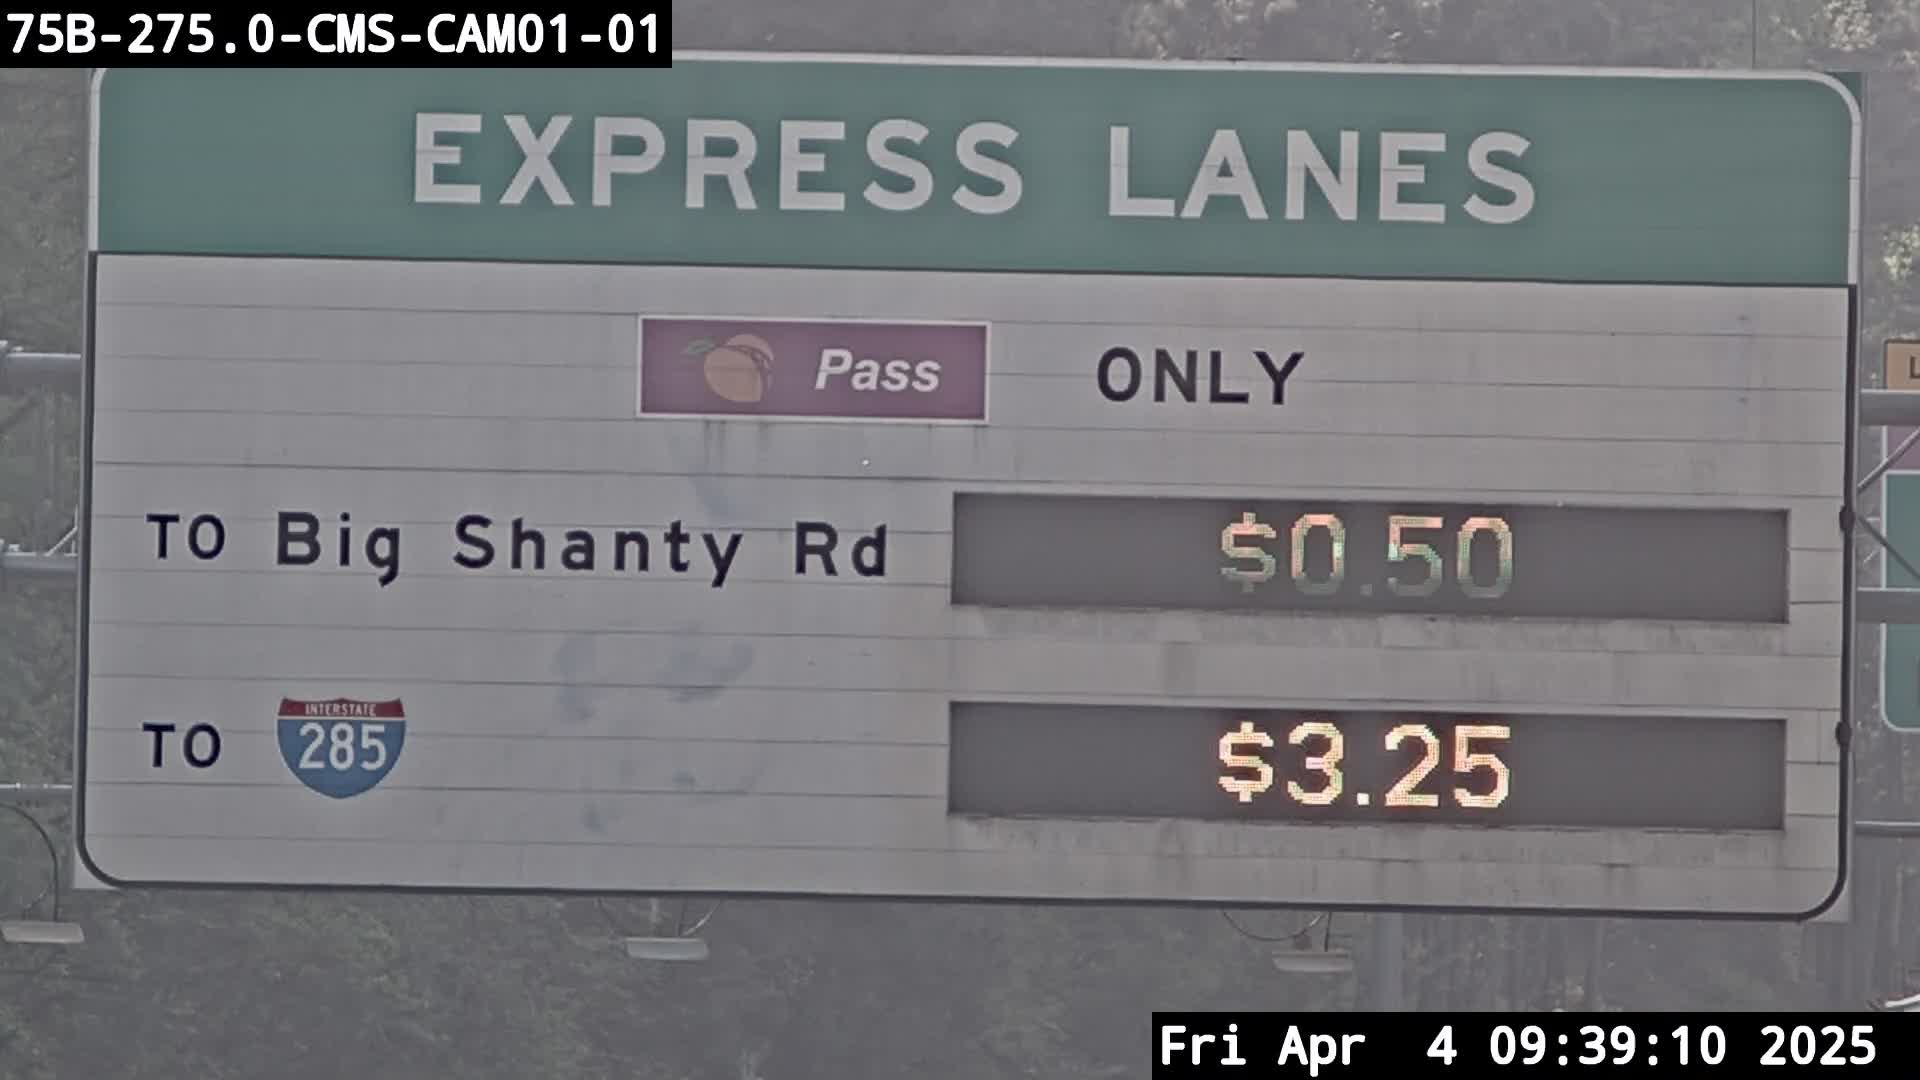 75B-275.0-CMS-CAM01-01
EXPRESS LANES
Pass ONLY
TO Big Shanty Rd $0.50
TO INTERSTATE 285 $3.25
Fri Apr 4 09:39:10 2025